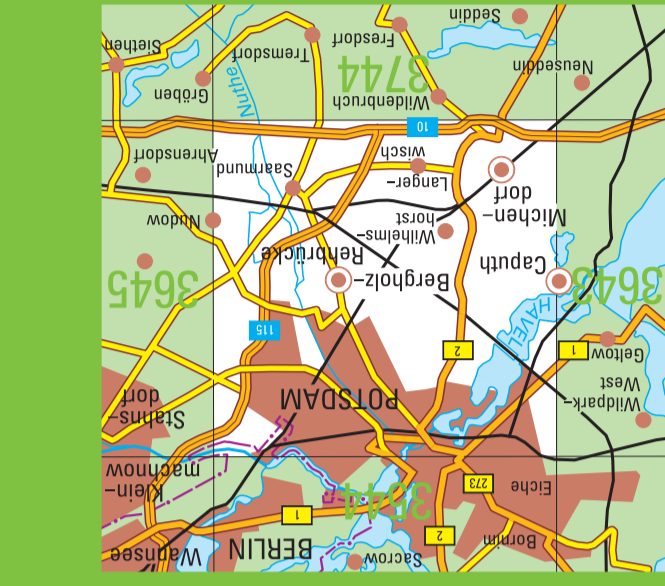 Sacrow
Wannsee
Bornim
2
BERLIN
1
3544
Eiche
273
Klein-
machnow
Wildpark-
West
Stahns-
dorf
POTSDAM
Geltow
1
2
115
HAVEL
3643
Caputh
Bergholz-
Rehbrücke
3645
Wilhelms-
horst
Nudow
Michen-
dorf
Langer-
wisch
Saarmund
Ahrensdorf
10
Wildenbruch
3744
Nuthe
Gröben
Neuseddin
Fresdorf
Tremsdorf
Siethen
Seddin